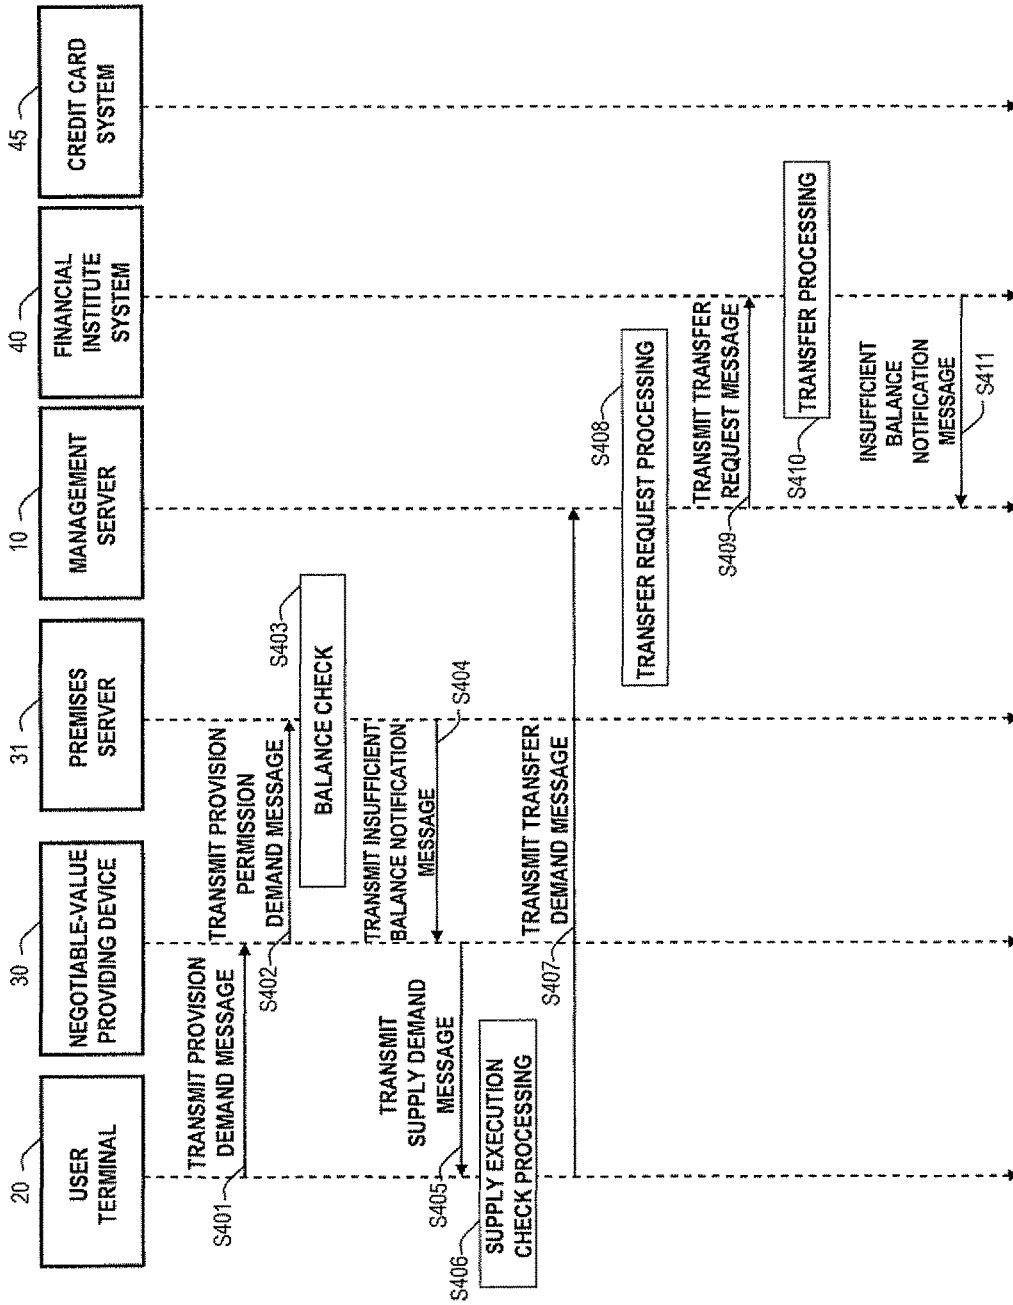 20
USER
TERMINAL
30
NEGOTIABLE-VALUE
PROVIDING DEVICE
31
PREMISES
SERVER
10
MANAGEMENT
SERVER
40
FINANCIAL
INSTITUTE
SYSTEM
45
CREDIT CARD
SYSTEM
TRANSMIT PROVISION
DEMAND MESSAGE
S401
TRANSMIT PROVISION
PERMISSION
DEMAND MESSAGE
S402
S403
BALANCE CHECK
TRANSMIT INSUFFICIENT
BALANCE NOTIFICATION
MESSAGE
S404
TRANSMIT
SUPPLY DEMAND
MESSAGE
S405
SUPPLY EXECUTION
CHECK PROCESSING
S406
TRANSMIT TRANSFER
DEMAND MESSAGE
S407
S408
TRANSFER REQUEST PROCESSING
TRANSMIT TRANSFER
REQUEST MESSAGE
S409
TRANSFER PROCESSING
S410
INSUFFICIENT
BALANCE
NOTIFICATION
MESSAGE
S411